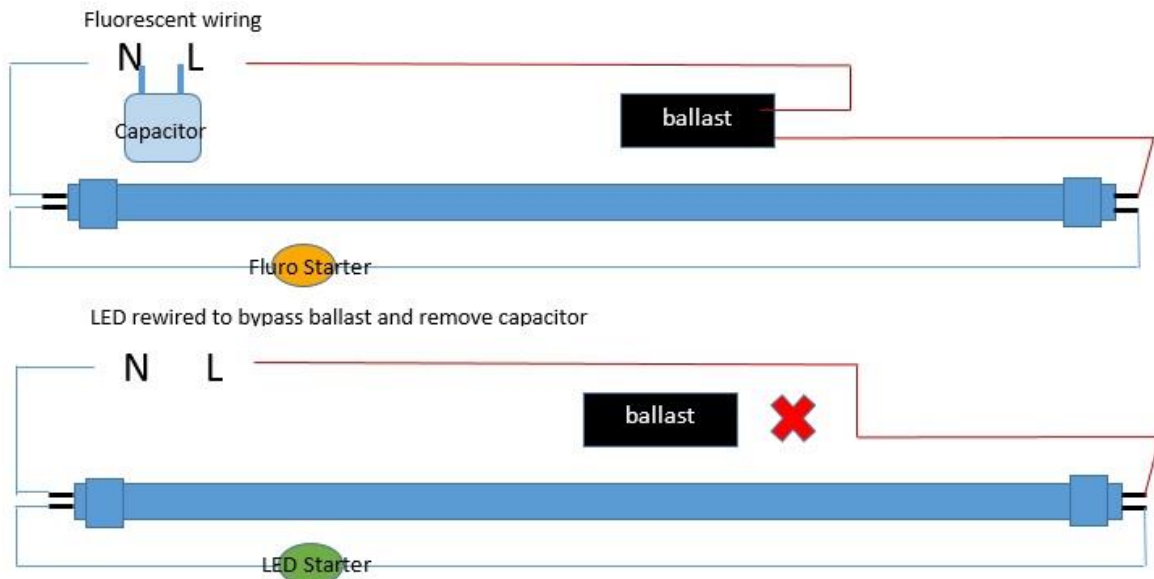 Fluorescent wiring
N L
Capacitor
ballast
Fluro Starter
LED rewired to bypass ballast and remove capacitor
N L
ballast
LED Starter